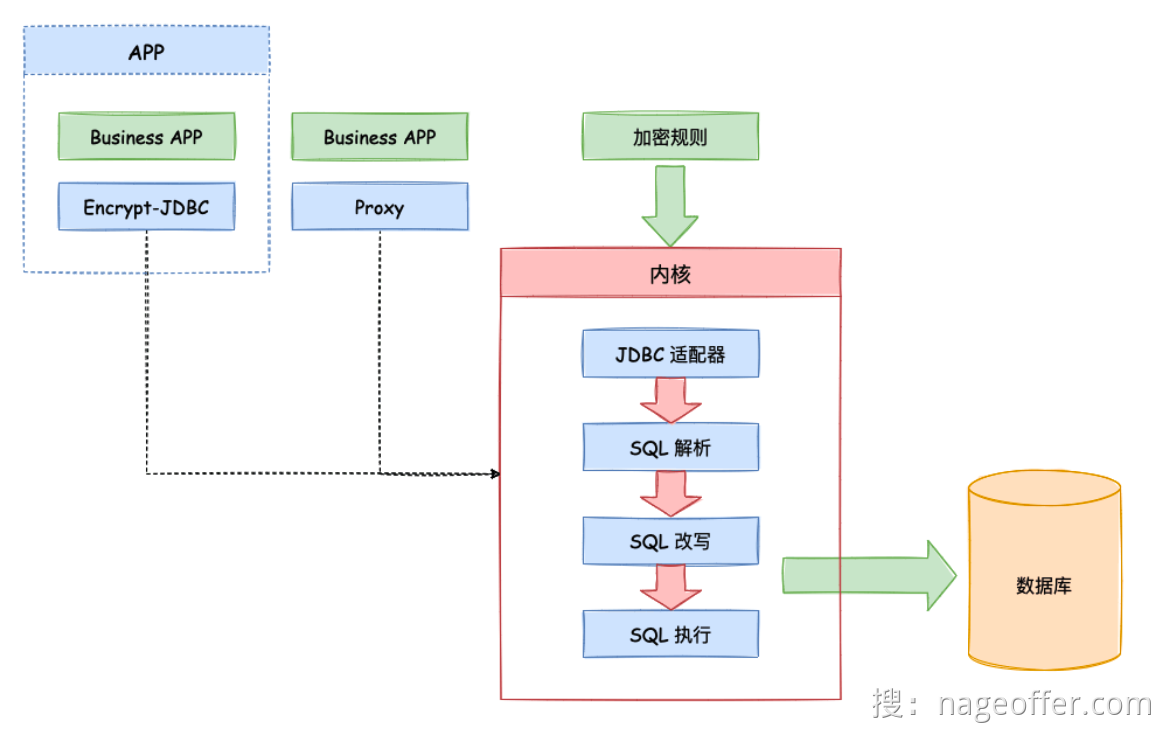 APP
Business APP
Encrypt-JDBC
Business APP
Proxy
加密规则
内核
JDBC 适配器
SQL 解析
SQL 改写
SQL 执行
数据库
搜：nageoffer.com